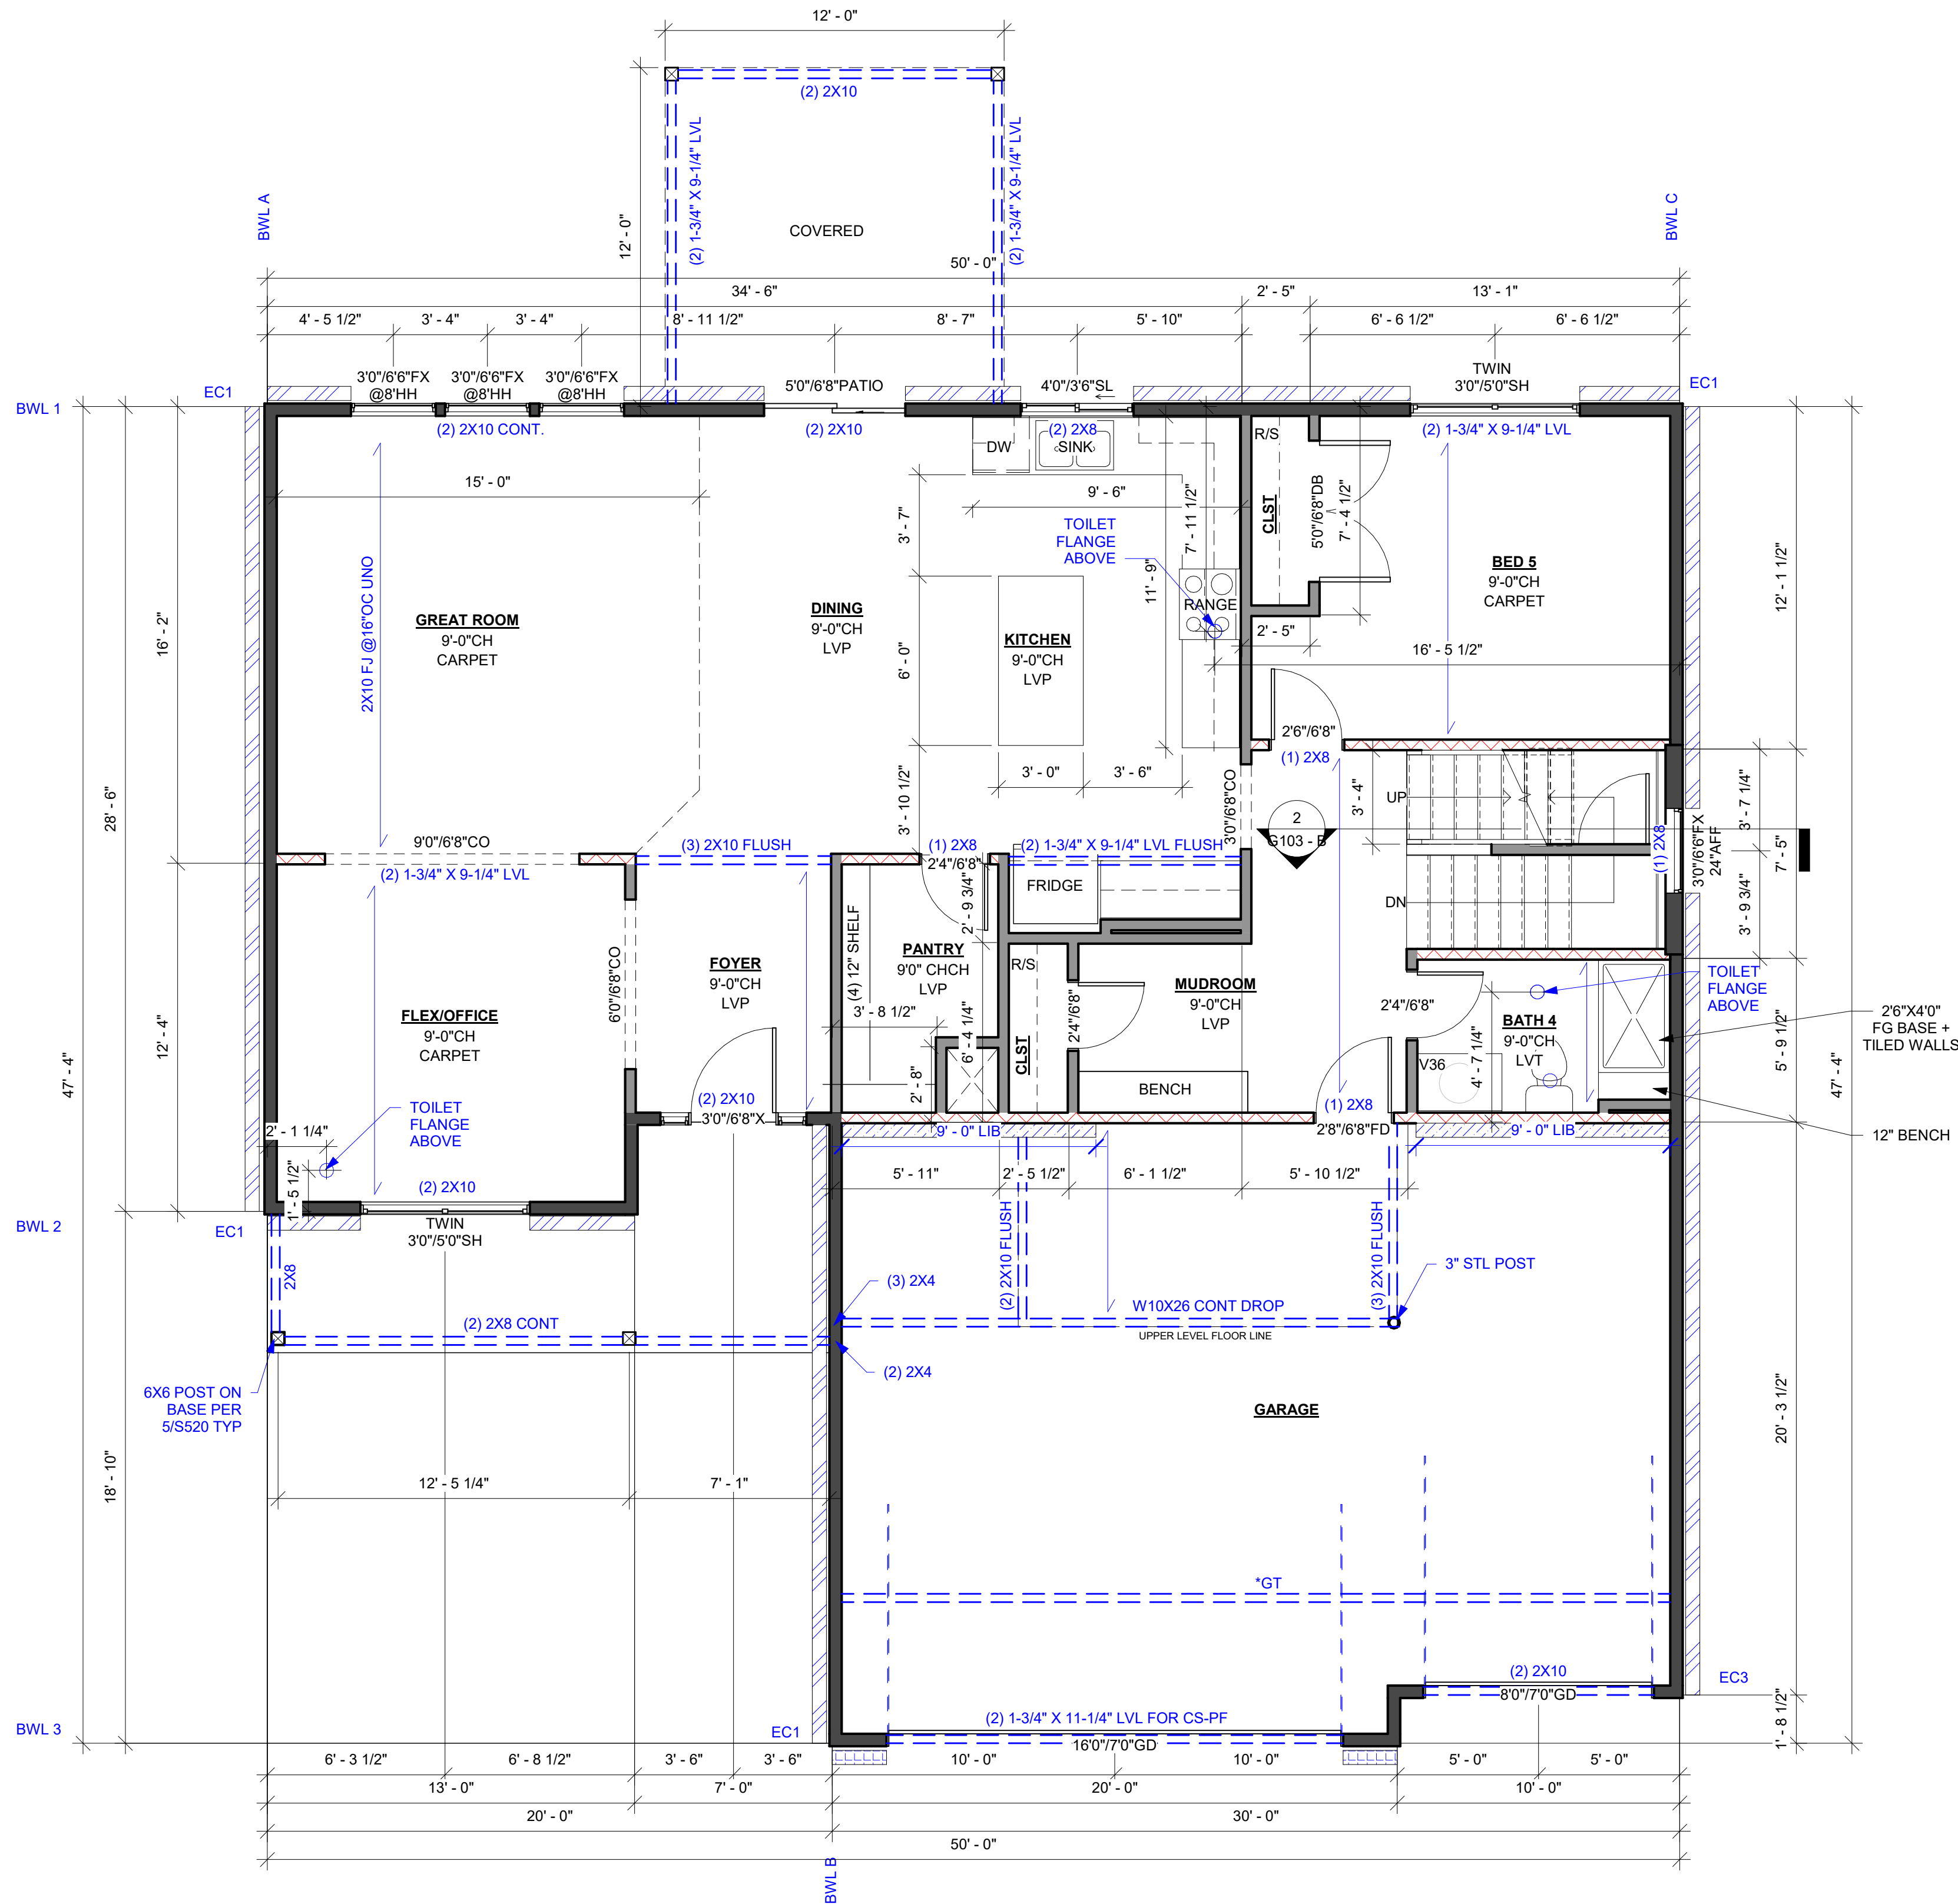 12' - 0"
(2) 2X10
(2) 1-3/4" X 9-1/4" LVL
(2) 1-3/4" X 9-1/4" LVL
12' - 0"
COVERED
BWL A
BWL C
50' - 0"
34' - 6"
2' - 5"
13' - 1"
4' - 5 1/2"
3' - 4"
3' - 4"
8' - 11 1/2"
8' - 7"
5' - 10"
6' - 6 1/2"
6' - 6 1/2"
EC1
3'0"/6'6"FX
@8'HH
3'0"/6'6"FX
@8'HH
3'0"/6'6"FX
@8'HH
5'0"/6'8"PATIO
4'0"/3'6"SL
TWIN
3'0"/5'0"SH
EC1
BWL 1
(2) 2X10 CONT.
(2) 2X10
(2) 2X8
DW
SINK
R/S
(2) 1-3/4" X 9-1/4" LVL
15' - 0"
9' - 6"
3' - 7"
7' - 11 1/2"
CLST
5'0"/6'8"DB
7' - 4 1/2"
TOILET
FLANGE
ABOVE
11' - 9"
2X10 FJ @16"OC UNO
GREAT ROOM
9'-0"CH
CARPET
DINING
9'-0"CH
LVP
6' - 0"
KITCHEN
9'-0"CH
LVP
RANGE
BED 5
9'-0"CH
CARPET
2' - 5"
16' - 5 1/2"
12' - 1 1/2"
16' - 2"
28' - 6"
47' - 4"
3' - 0"
3' - 6"
3' - 10 1/2"
3'0"/6'8"CO
2'6"/6'8"
(1) 2X8
3' - 4"
UP
2
G103 - B
DN
(1) 2X8
3'0"/6'6"FX
24"AFF
3' - 7 1/4"
7' - 5"
3' - 9 3/4"
9'0"/6'8"CO
(2) 1-3/4" X 9-1/4" LVL
(3) 2X10 FLUSH
(1) 2X8
2'4"/6'8"
(2) 1-3/4" X 9-1/4" LVL FLUSH
FRIDGE
2' - 9 3/4"
(4) 12" SHELF
PANTRY
9'0" CHCH
LVP
3' - 8 1/2"
6' - 4 1/4"
2' - 8"
6'0"/6'8"CO
FOYER
9'-0"CH
LVP
FLEX/OFFICE
9'-0"CH
CARPET
12' - 4"
R/S
CLST
2'4"/6'8"
MUDROOM
9'-0"CH
LVP
BENCH
2'4"/6'8"
BATH 4
9'-0"CH
LVT
V36
4' - 7 1/4"
TOILET
FLANGE
ABOVE
2'6"X4'0"
FG BASE +
TILED WALLS
5' - 9 1/2"
47' - 4"
12" BENCH
(2) 2X10
3'0"/6'8"X
TOILET
FLANGE
ABOVE
2' - 1 1/4"
1' - 5 1/2"
(2) 2X10
TWIN
3'0"/5'0"SH
(1) 2X8
2'8"/6'8"FD
9' - 0" LIB
9' - 0" LIB
5' - 11"
2' - 5 1/2"
6' - 1 1/2"
5' - 10 1/2"
BWL 2
EC1
2X8
(2) 2X8 CONT
(3) 2X4
(2) 2X4
(2) 2X10 FLUSH
(3) 2X10 FLUSH
3" STL POST
W10X26 CONT DROP
UPPER LEVEL FLOOR LINE
6X6 POST ON
BASE PER
5/S520 TYP
GARAGE
20' - 3 1/2"
18' - 10"
12' - 5 1/4"
7' - 1"
*GT
(2) 2X10
8'0"/7'0"GD
EC3
1' - 8 1/2"
(2) 1-3/4" X 11-1/4" LVL FOR CS-PF
16'0"/7'0"GD
BWL 3
EC1
6' - 3 1/2"
6' - 8 1/2"
3' - 6"
3' - 6"
10' - 0"
10' - 0"
5' - 0"
5' - 0"
13' - 0"
7' - 0"
20' - 0"
10' - 0"
20' - 0"
30' - 0"
50' - 0"
BWL B